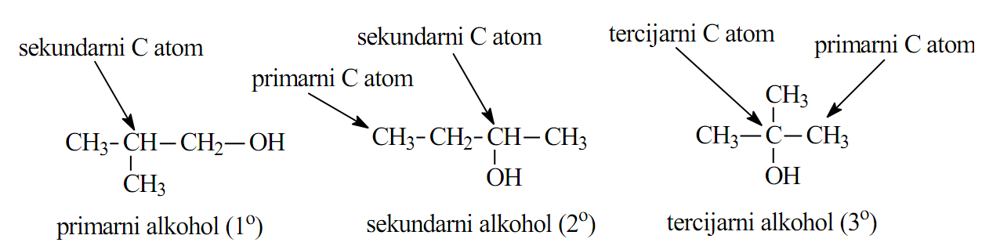 sekundarni C atom
CH₃-CH–CH₂–OH
CH₃
primarni alkohol (1º)
sekundarni C atom
primarni C atom
CH₃-CH₂-CH–CH₃
OH
sekundarni alkohol (2º)
tercijarni C atom
primarni C atom
CH₃
CH₃–C–CH₃
OH
tercijarni alkohol (3º)